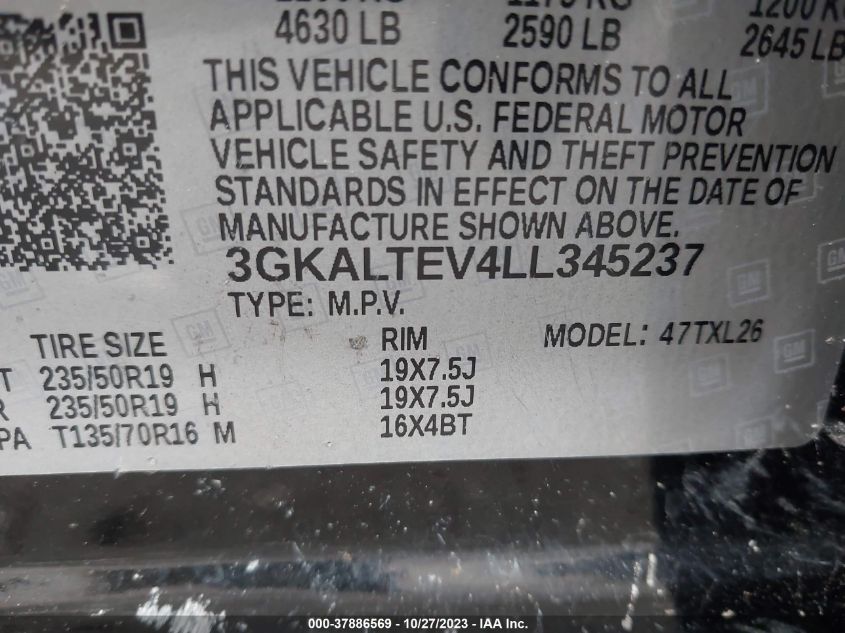 4630 LB 2590 LB 2645 LB
THIS VEHICLE CONFORMS TO ALL
APPLICABLE U.S. FEDERAL MOTOR
VEHICLE SAFETY AND THEFT PREVENTION
STANDARDS IN EFFECT ON THE DATE OF
MANUFACTURE SHOWN ABOVE.
3GKALTEV4LL345237
TYPE: M.P.V.
TIRE SIZE RIM MODEL: 47TXL26
T 235/50R19 H 19X7.5J
R 235/50R19 H 19X7.5J
PA T135/70R16 M 16X4BT
GM
000-37886569 | 10/27/2023 - IAA Inc.